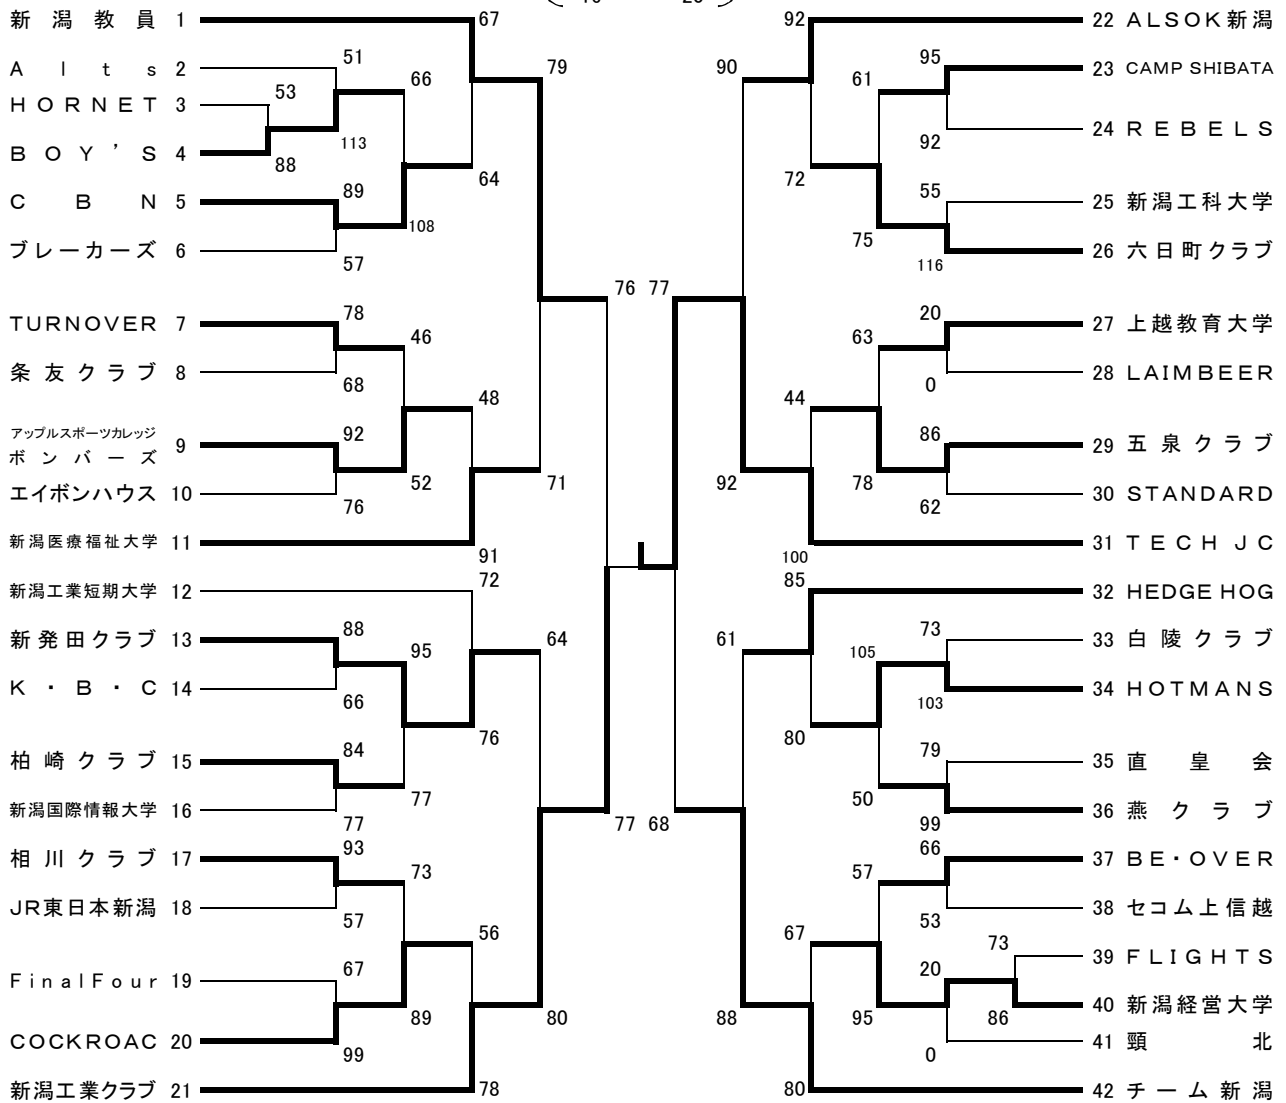 新潟教員 1
Alts 2
HORNET 3
BOY'S 4
CBN 5
ブレーカーズ 6
TURNOVER 7
条友クラブ 8
アップルスポーツカレッジ
ボンバーズ 9
エイボンハウス 10
新潟医療福祉大学 11
新潟工業短期大学 12
新発田クラブ 13
K・B・C 14
柏崎クラブ 15
新潟国際情報大学 16
相川クラブ 17
JR東日本新潟 18
FinalFour 19
COCKROAC 20
新潟工業クラブ 21
67
51
66
79
53
113
88
64
89
108
57
76
78
46
68
48
92
52
71
76
91
72
88
95
64
66
76
84
77
77
77
93
73
57
56
67
89
80
99
78
92
90
95
61
92
72
55
75
116
77
20
63
0
44
86
78
92
62
100
85
61
73
105
103
80
79
50
99
68
66
57
53
67
73
20
86
95
88
0
80
22 ALSOK新潟
23 CAMP SHIBATA
24 REBELS
25 新潟工科大学
26 六日町クラブ
27 上越教育大学
28 LAIMBEER
29 五泉クラブ
30 STANDARD
31 TECH JC
32 HEDGE HOG
33 白陵クラブ
34 HOTMANS
35 直皇会
36 燕クラブ
37 BE・OVER
38 セコム上信越
39 FLIGHTS
40 新潟経営大学
41 頸北
42 チーム新潟